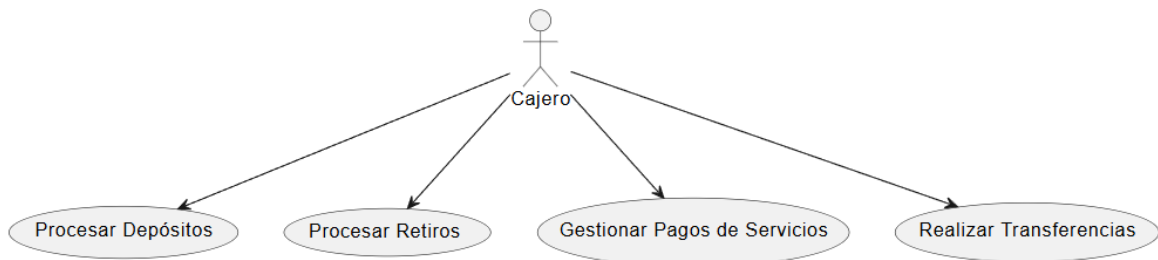 Cajero
Procesar Depósitos
Procesar Retiros
Gestionar Pagos de Servicios
Realizar Transferencias